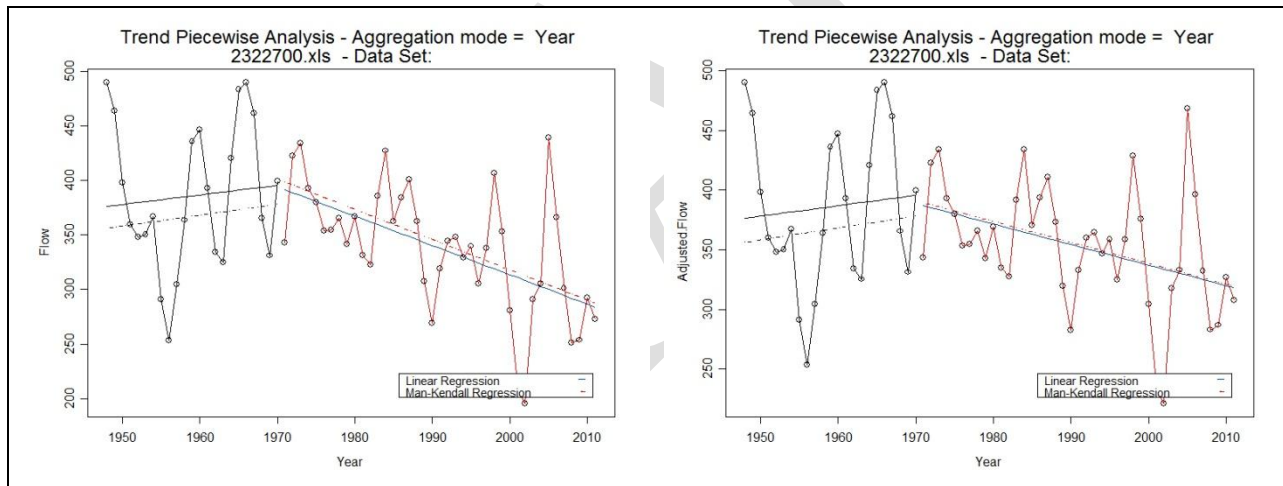 Trend Piecewise Analysis - Aggregation mode = Year
2322700.xls - Data Set:
Flow
500
450
400
350
300
250
200
Linear Regression
Man-Kendall Regression
1950 1960 1970 1980 1990 2000 2010
Year
Trend Piecewise Analysis - Aggregation mode = Year
2322700.xls - Data Set:
Adjusted Flow
500
450
400
350
300
250
Linear Regression
Man-Kendall Regression
1950 1960 1970 1980 1990 2000 2010
Year